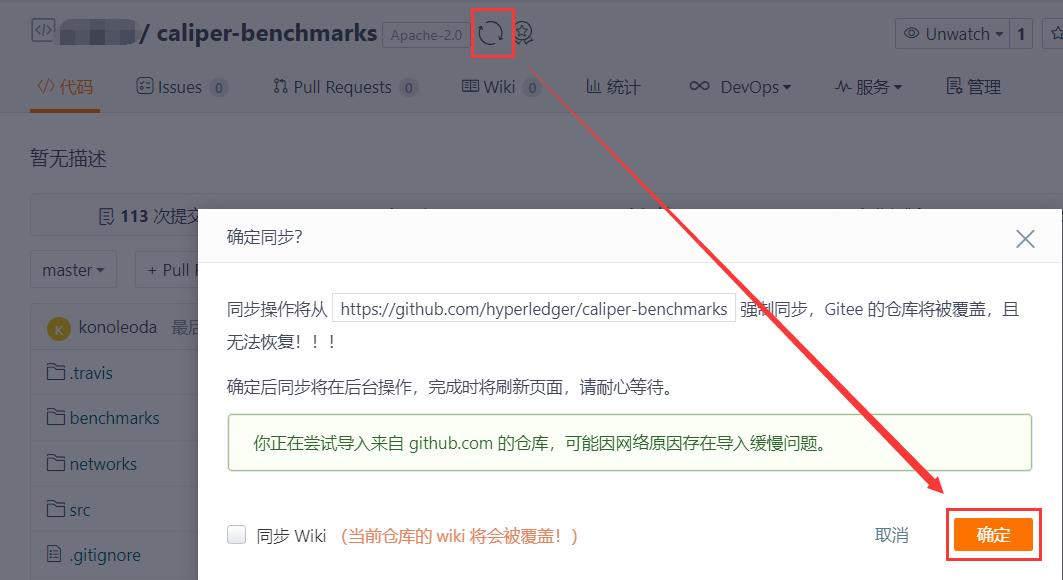 / caliper-benchmarks Apache-2.0 Unwatch 1
代码 Issues 0 Pull Requests 0 Wiki 0 统计 DevOps 服务 管理
暂无描述
113 次提交
master + Pull
确定同步?
K konoleoda 最后
同步操作将从 https://github.com/hyperledger/caliper-benchmarks 强制同步，Gitee 的仓库将被覆盖，且
无法恢复！！！
.travis
确定后同步将在后台操作，完成时将刷新页面，请耐心等待。
benchmarks
你正在尝试导入来自 github.com 的仓库，可能因网络原因存在导入缓慢问题。
networks
src
同步 Wiki （当前仓库的 wiki 将会被覆盖！） 取消 确定
.gitignore